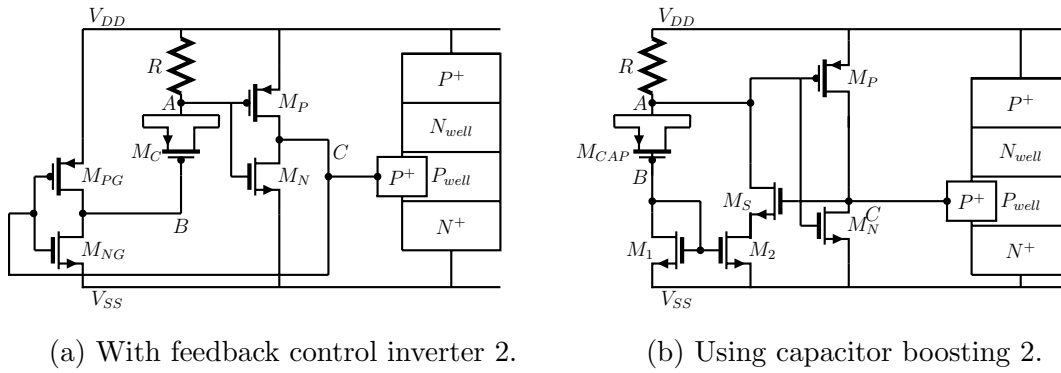 V_DD
R
A
M_P
P^+
N_well
M_C
C
M_PG
M_N
P^+
P_well
B
N^+
M_NG
V_SS
(a) With feedback control inverter 2.
V_DD
R
M_P
A
P^+
M_CAP
N_well
B
M_S
P^+
P_well
C
M_N
M_1
M_2
N^+
V_SS
(b) Using capacitor boosting 2.